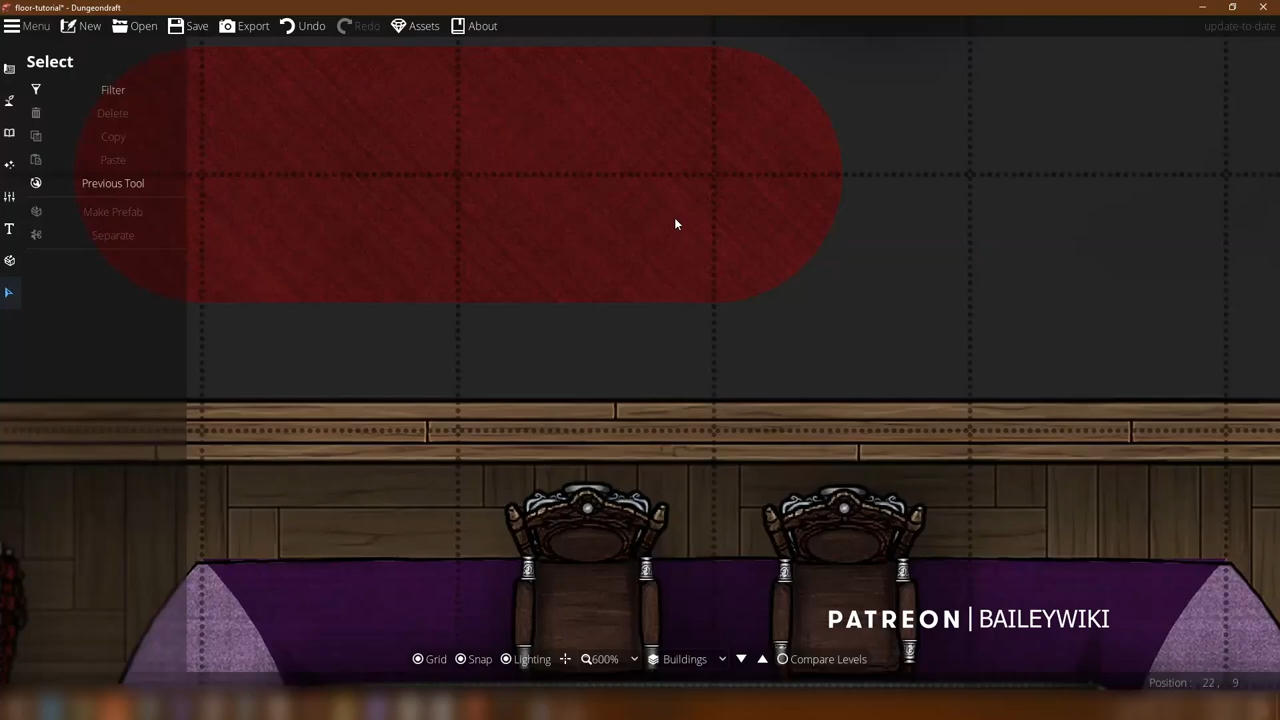 floor-tutorial* - Dungeondraft
Menu New Open Save Export Undo Redo Assets About
update-to-date
Select
Filter
Delete
Copy
Paste
Previous Tool
Make Prefab
Separate
T
PATREON | BAILEYWIKI
Grid Snap Lighting 600% Buildings Compare Levels
Position : 22 , 9